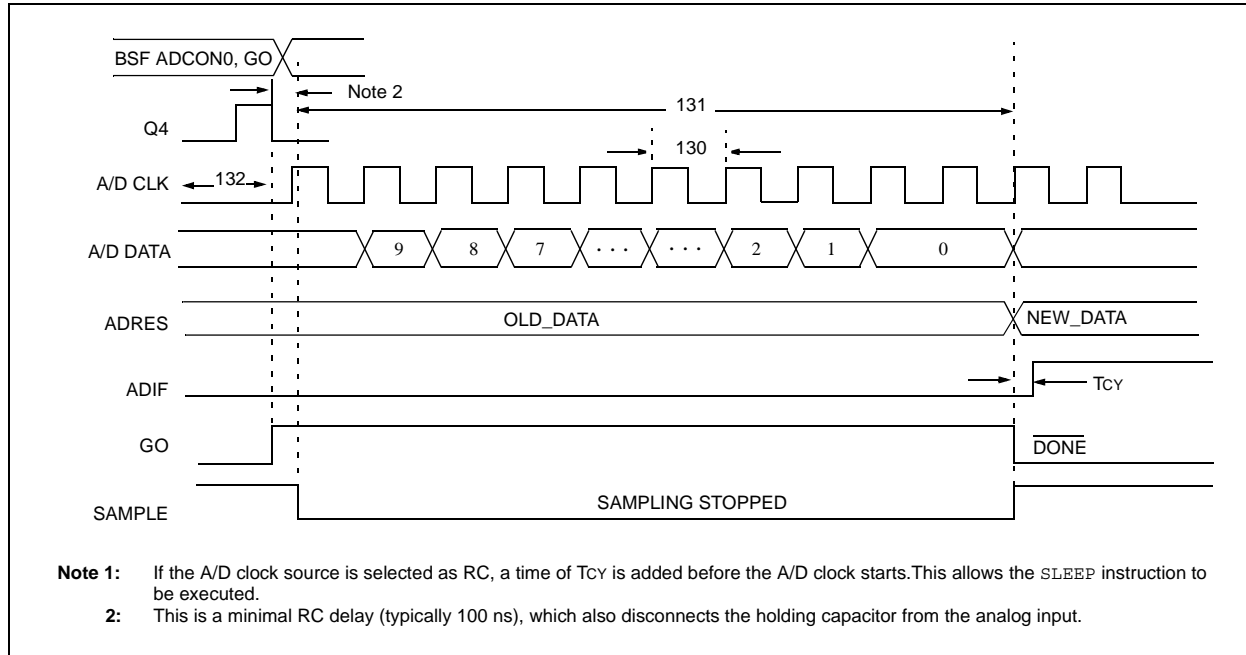 BSF ADCON0, GO
Note 2
131
Q4
130
A/D CLK
132
A/D DATA
9 8 7 · · · · · · 2 1 0
ADRES
OLD_DATA
NEW_DATA
ADIF
TCY
GO
DONE
SAMPLE
SAMPLING STOPPED
Note 1: If the A/D clock source is selected as RC, a time of TCY is added before the A/D clock starts.This allows the SLEEP instruction to
be executed.
2: This is a minimal RC delay (typically 100 ns), which also disconnects the holding capacitor from the analog input.